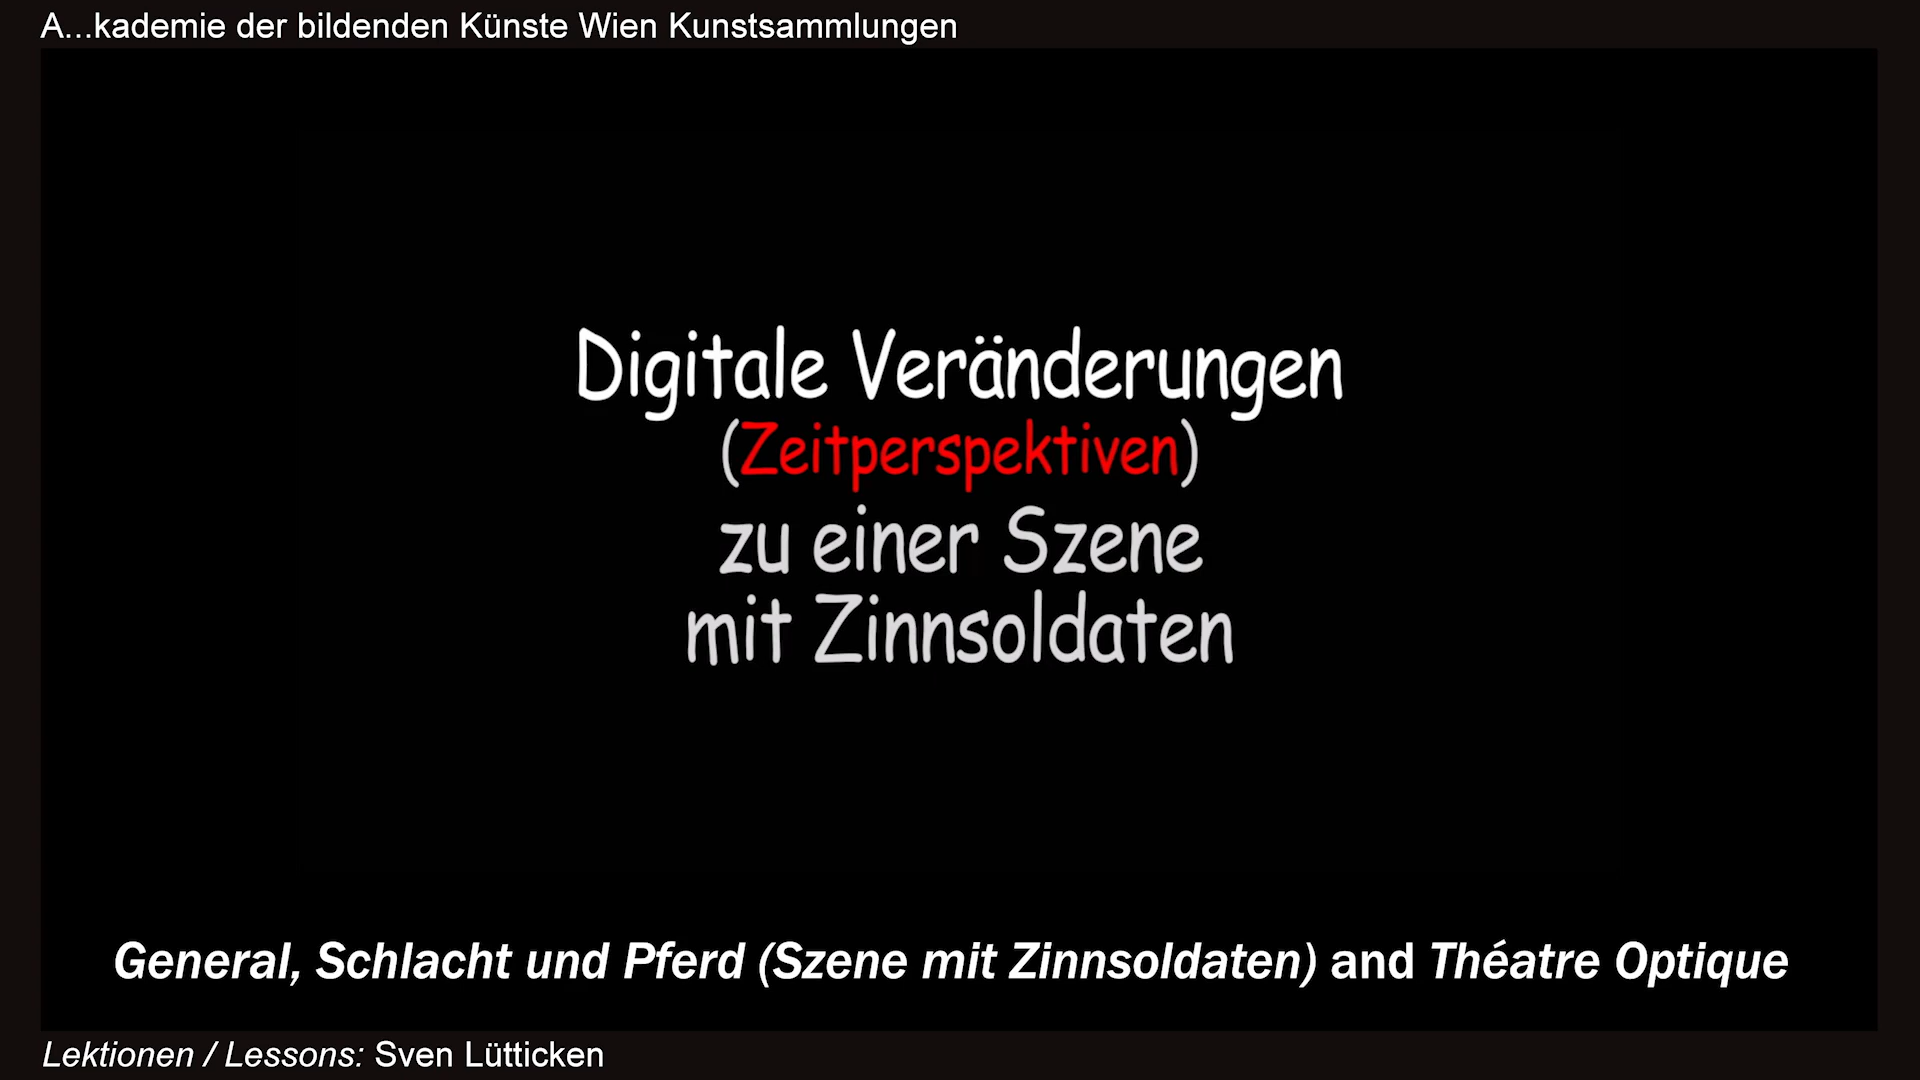 A...kademie der bildenden Künste Wien Kunstsammlungen
Digitale Veränderungen
(Zeitperspektiven)
zu einer Szene
mit Zinnsoldaten
General, Schlacht und Pferd (Szene mit Zinnsoldaten) and Théatre Optique
Lektionen / Lessons: Sven Lütticken